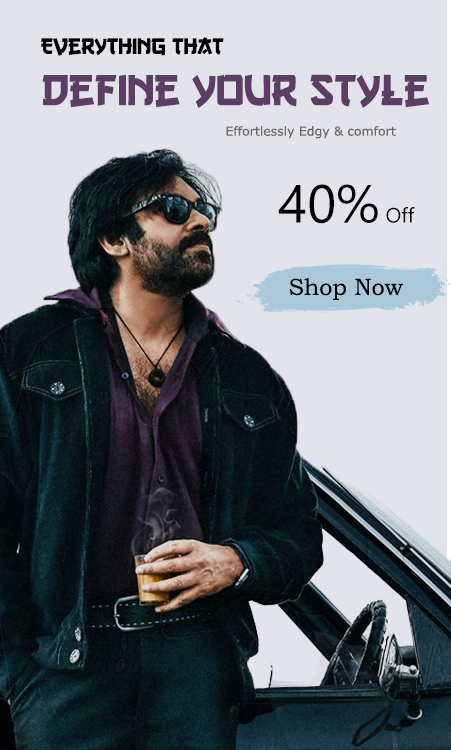 EVERYTHING THAT
DEFINE YOUR STYLE
Effortlessly Edgy & comfort
40% Off
Shop Now